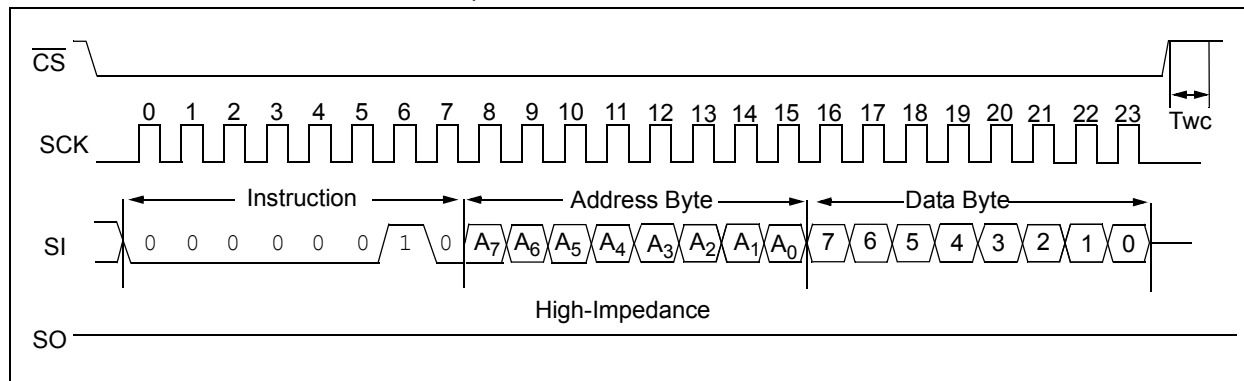 CS
0 1 2 3 4 5 6 7 8 9 10 11 12 13 14 15 16 17 18 19 20 21 22 23
Twc
SCK
Instruction Address Byte Data Byte
SI 0 0 0 0 0 0 1 0 A7 A6 A5 A4 A3 A2 A1 A0 7 6 5 4 3 2 1 0
High-Impedance
SO